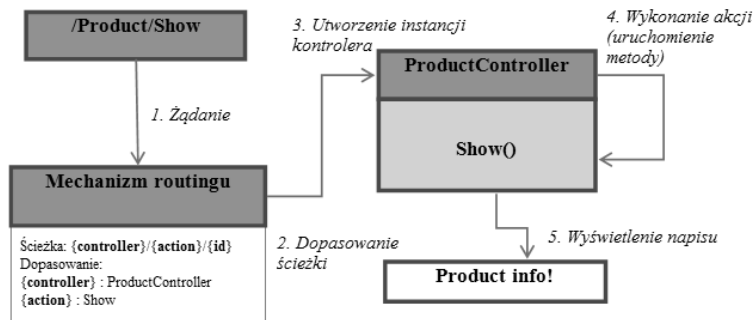 /Product/Show
1. Żądanie
Mechanizm routingu
Ścieżka: {controller}/{action}/{id}
Dopasowanie:
{controller} : ProductController
{action} : Show
2. Dopasowanie
ścieżki
3. Utworzenie instancji
kontrolera
ProductController
Show()
4. Wykonanie akcji
(uruchomienie
metody)
5. Wyświetlenie napisu
Product info!